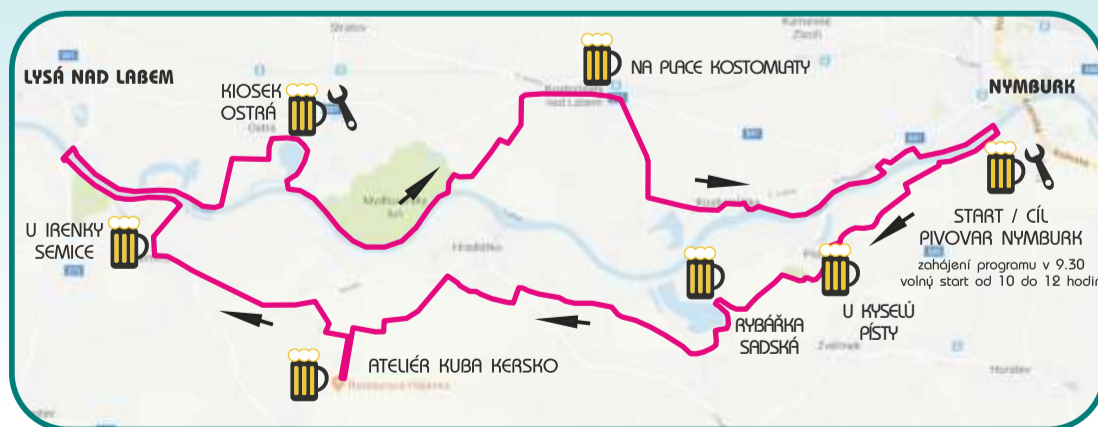 LYSÁ NAD LABEM
KIOSEK
OSTRÁ
NA PLACE KOSTOMLATY
NYMBURK
U IRENKY
SEMICE
START / CÍL
PIVOVAR NYMBURK
zahájení programu v 9.30
volný start od 10 do 12 hodin
U KYSELŮ
PÍSTY
RYBÁŘKA
SADSKÁ
ATELIÉR KUBA KERSKO
Hradištko